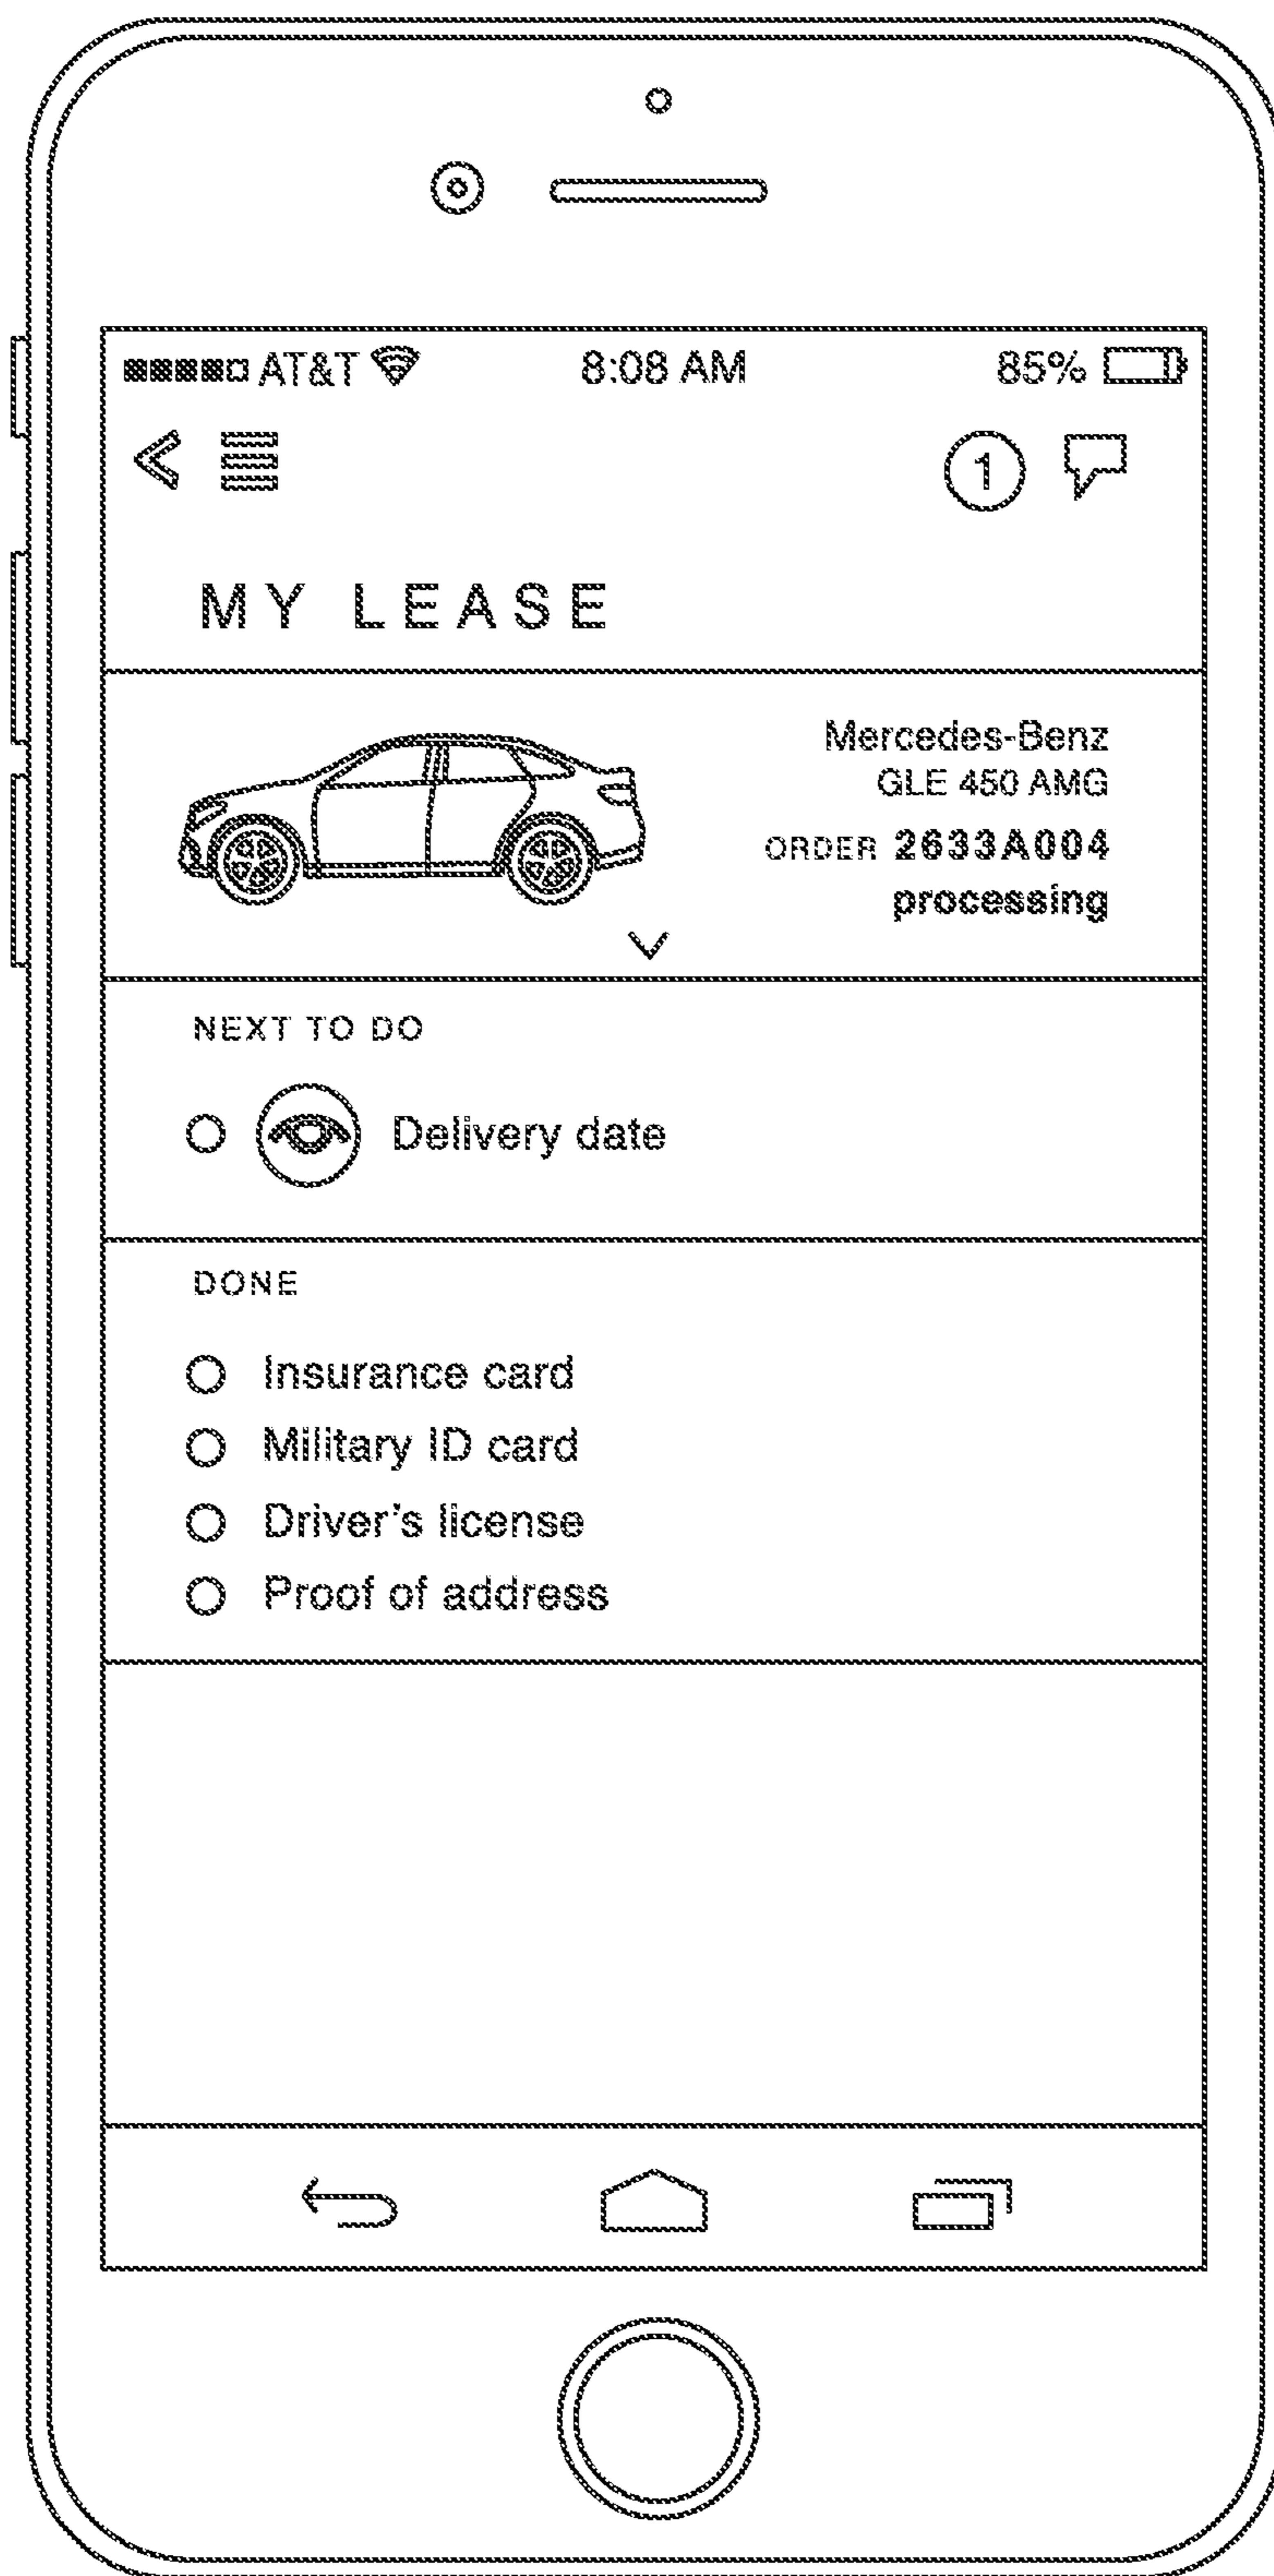 AT&T 8:08 AM 85%
1
MY LEASE
Mercedes-Benz
GLE 450 AMG
ORDER 2633A004
processing
NEXT TO DO
Delivery date
DONE
Insurance card
Military ID card
Driver's license
Proof of address